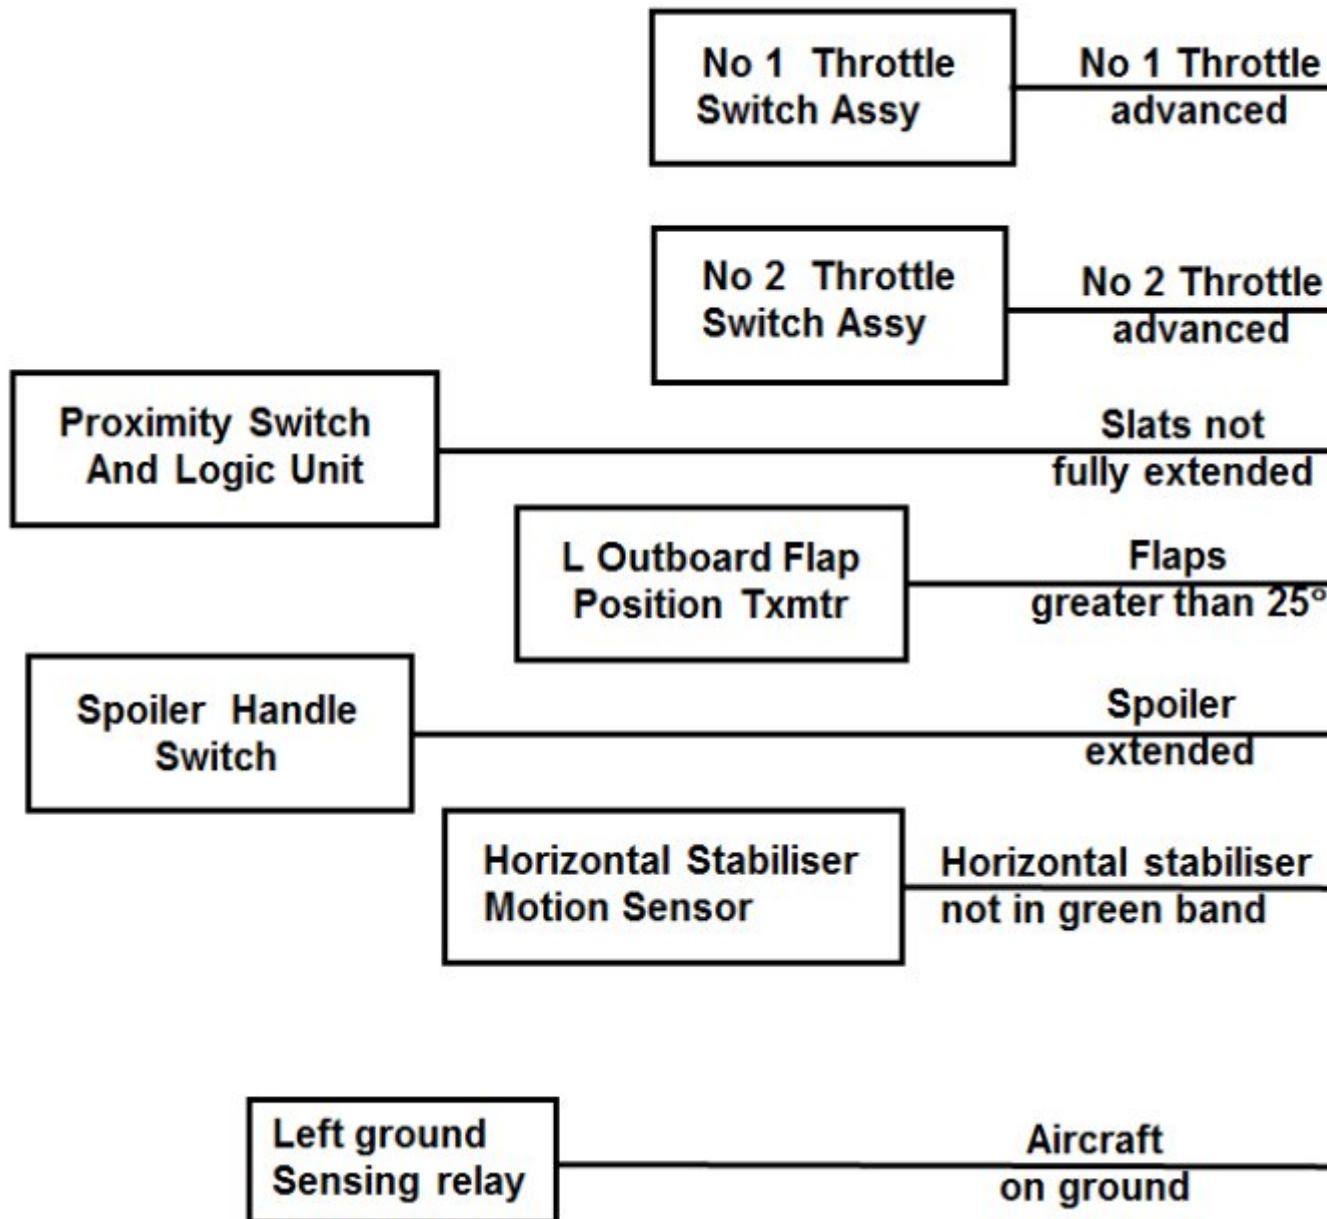 No 1 Throttle
Switch Assy
No 1 Throttle
advanced
No 2 Throttle
Switch Assy
No 2 Throttle
advanced
Proximity Switch
And Logic Unit
Slats not
fully extended
L Outboard Flap
Position Txmtr
Flaps
greater than 25°
Spoiler Handle
Switch
Spoiler
extended
Horizontal Stabiliser
Motion Sensor
Horizontal stabiliser
not in green band
Left ground
Sensing relay
Aircraft
on ground